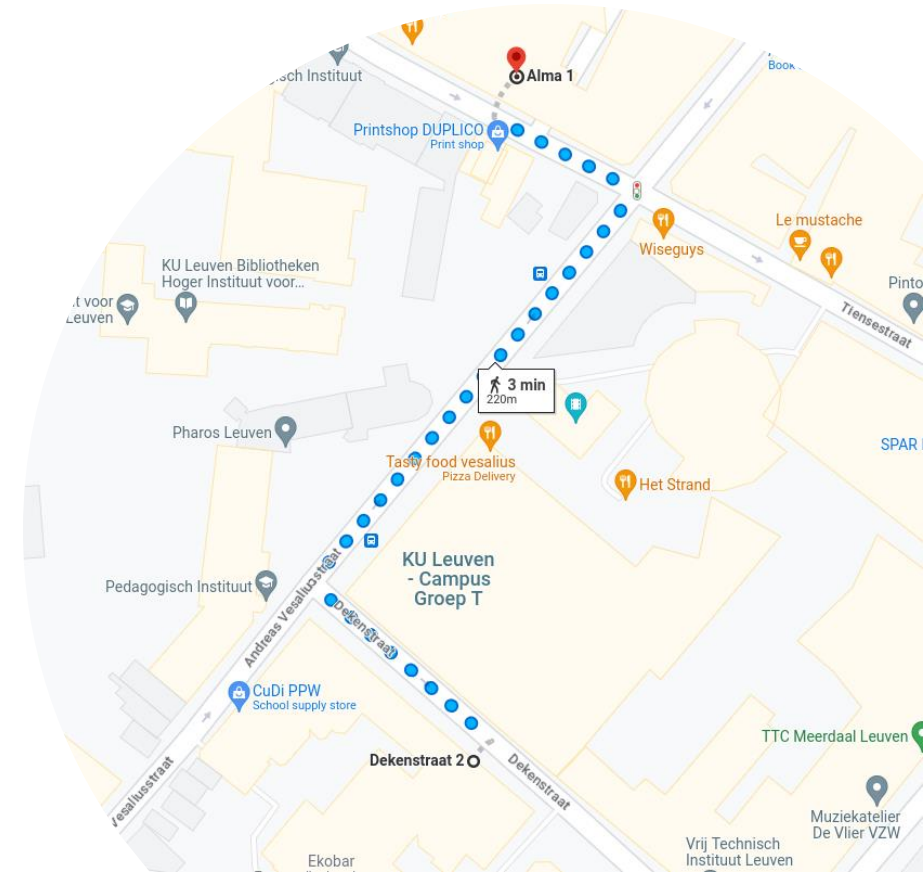 Alma 1
sch Instituut
Book
Printshop DUPLICO
Print shop
Le mustache
Wiseguys
KU Leuven Bibliotheken
Hoger Instituut voor...
Pinto
..t voor
Leuven
Tiensestraat
3 min
220m
Pharos Leuven
SPAR
Tasty food vesalius
Pizza Delivery
Het Strand
KU Leuven
- Campus
Groep T
Pedagogisch Instituut
Andreas Vesaliusstraat
Dekenstraat
CuDi PPW
School supply store
TTC Meerdaal Leuven
Dekenstraat 2
Dekenstraat
Vesaliusstraat
Muziekatelier
De Vlier VZW
Vrij Technisch
Instituut Leuven
Ekobar